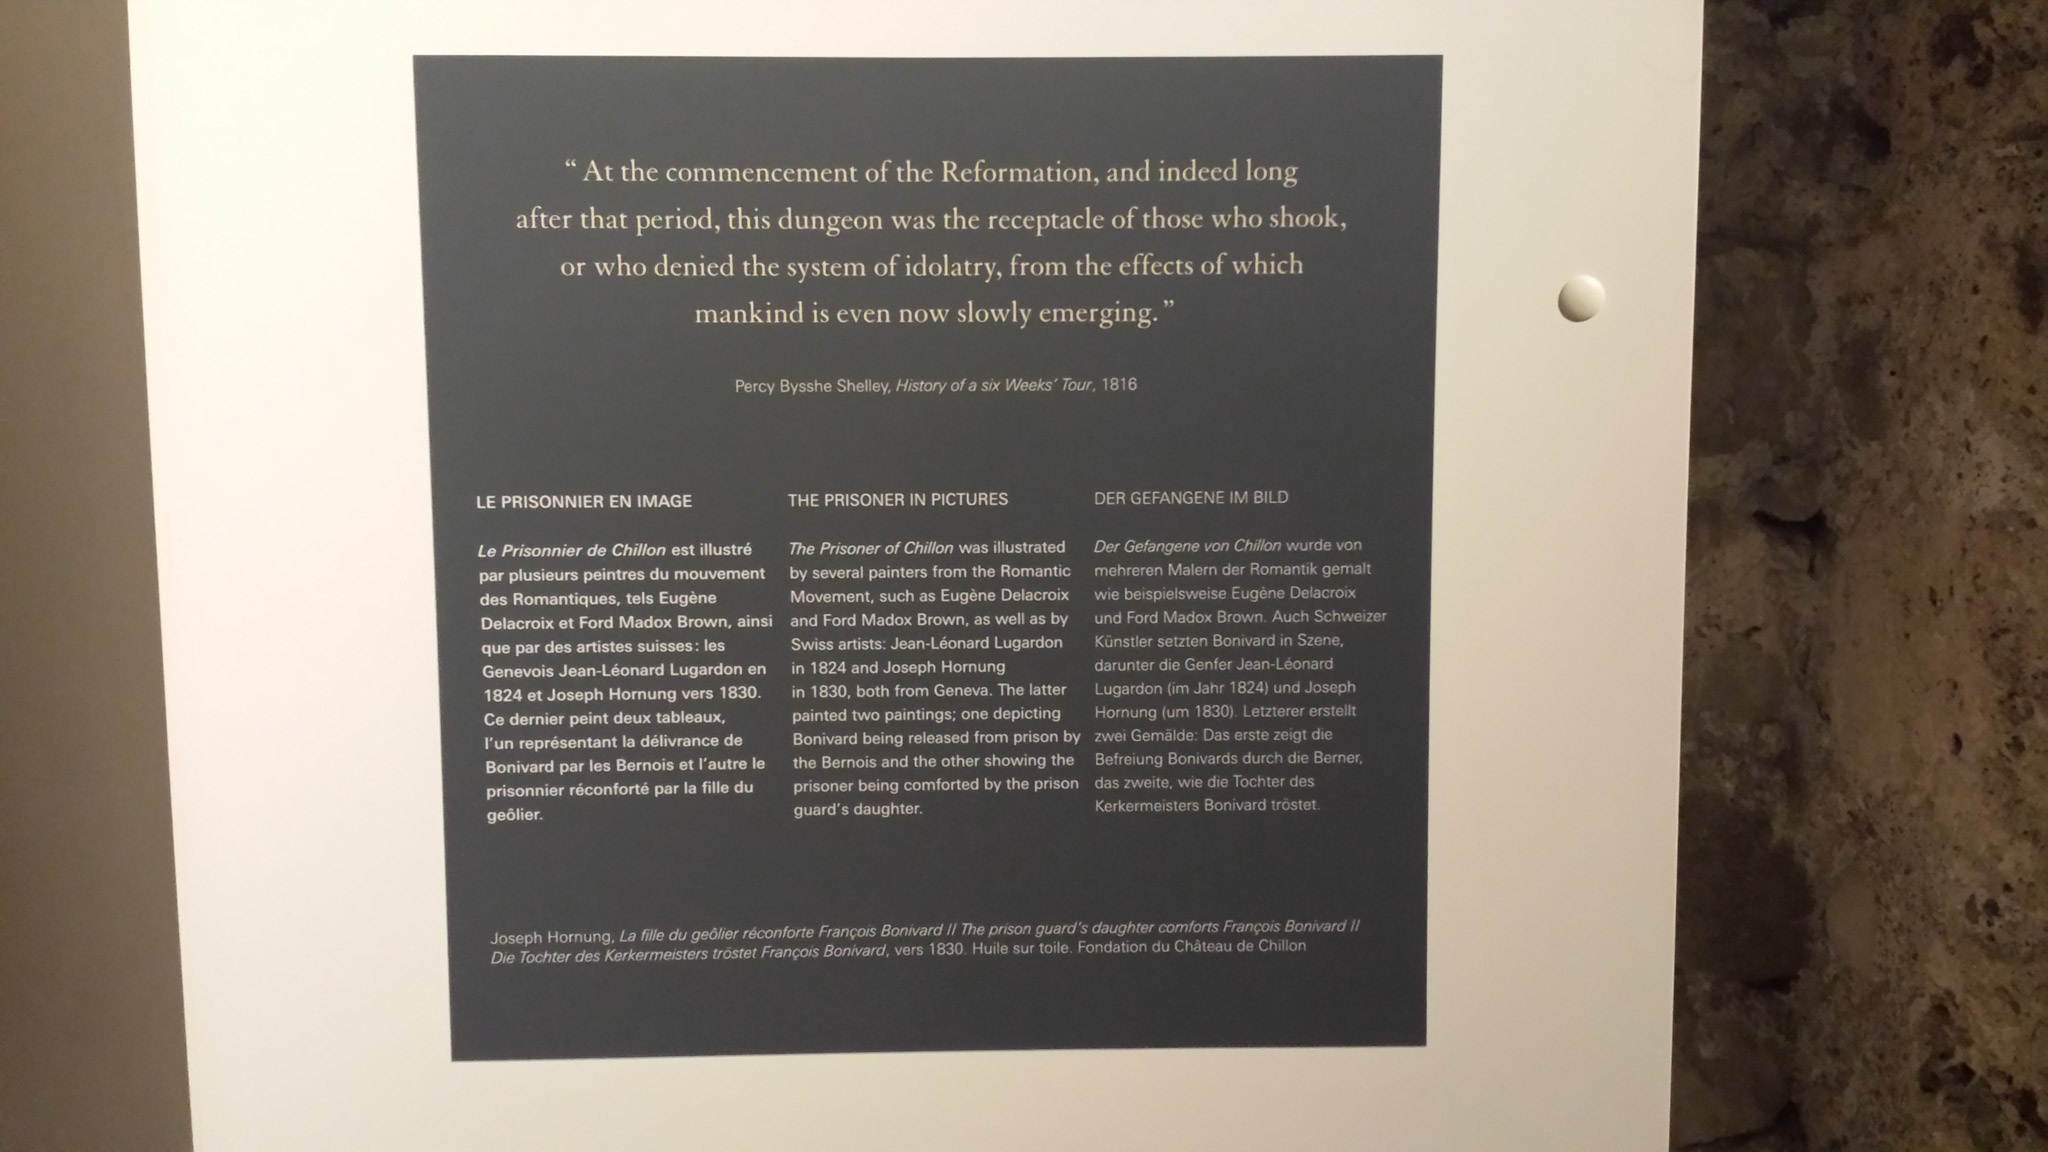 “ At the commencement of the Reformation, and indeed long
after that period, this dungeon was the receptacle of those who shook,
or who denied the system of idolatry, from the effects of which
mankind is even now slowly emerging. ”
Percy Bysshe Shelley, History of a six Weeks’ Tour, 1816
LE PRISONNIER EN IMAGE
Le Prisonnier de Chillon est illustré
par plusieurs peintres du mouvement
des Romantiques, tels Eugène
Delacroix et Ford Madox Brown, ainsi
que par des artistes suisses : les
Genevois Jean-Léonard Lugardon en
1824 et Joseph Hornung vers 1830.
Ce dernier peint deux tableaux,
l’un représentant la délivrance de
Bonivard par les Bernois et l’autre le
prisonnier réconforté par la fille du
geôlier.
THE PRISONER IN PICTURES
The Prisoner of Chillon was illustrated
by several painters from the Romantic
Movement, such as Eugène Delacroix
and Ford Madox Brown, as well as by
Swiss artists: Jean-Léonard Lugardon
in 1824 and Joseph Hornung
in 1830, both from Geneva. The latter
painted two paintings; one depicting
Bonivard being released from prison by
the Bernois and the other showing the
prisoner being comforted by the prison
guard’s daughter.
DER GEFANGENE IM BILD
Der Gefangene von Chillon wurde von
mehreren Malern der Romantik gemalt
wie beispielsweise Eugène Delacroix
und Ford Madox Brown. Auch Schweizer
Künstler setzten Bonivard in Szene,
darunter die Genfer Jean-Léonard
Lugardon (im Jahr 1824) und Joseph
Hornung (um 1830). Letzterer erstellt
zwei Gemälde: Das erste zeigt die
Befreiung Bonivards durch die Berner,
das zweite, wie die Tochter des
Kerkermeisters Bonivard tröstet.
Joseph Hornung, La fille du geôlier réconforte François Bonivard // The prison guard’s daughter comforts François Bonivard //
Die Tochter des Kerkermeisters tröstet François Bonivard, vers 1830. Huile sur toile. Fondation du Château de Chillon